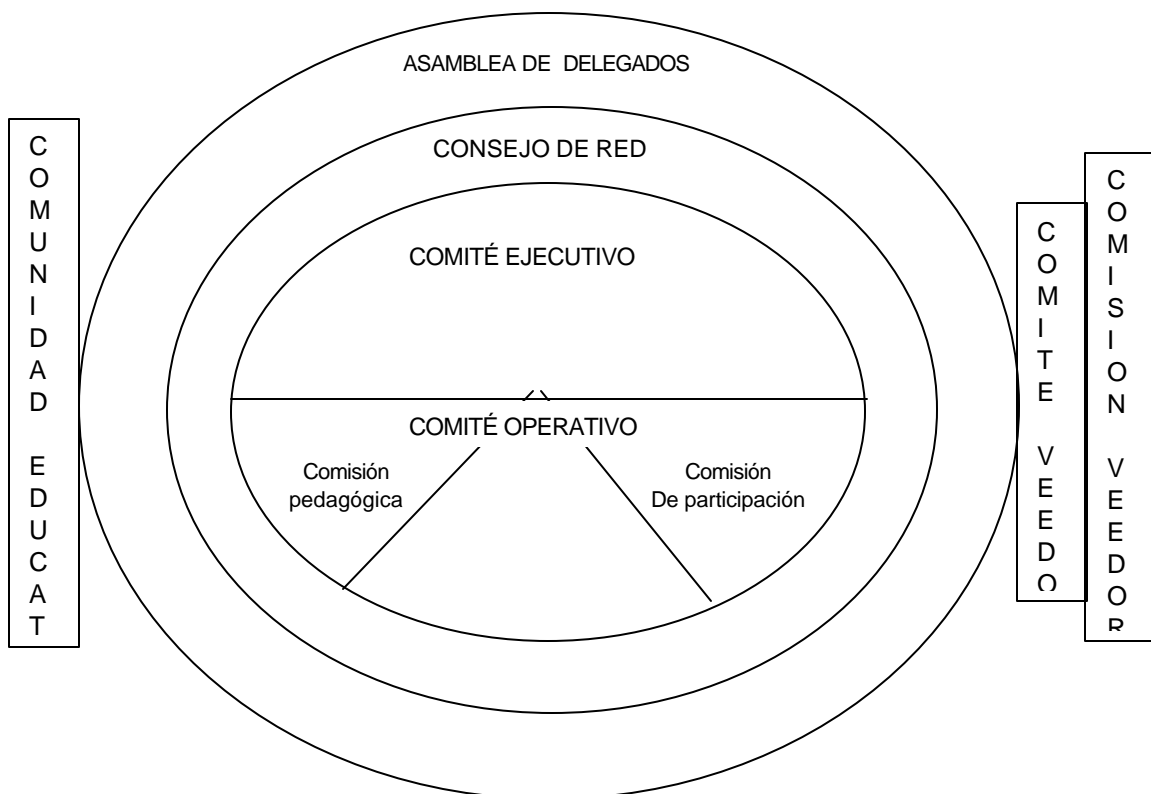 ASAMBLEA DE DELEGADOS
CONSEJO DE RED
COMITÉ EJECUTIVO
COMITÉ OPERATIVO
Comisión
pedagógica
Comisión
De participación
COMUNIDAD EDUCAT
COMITE VEEDO
COMISION VEEDOR